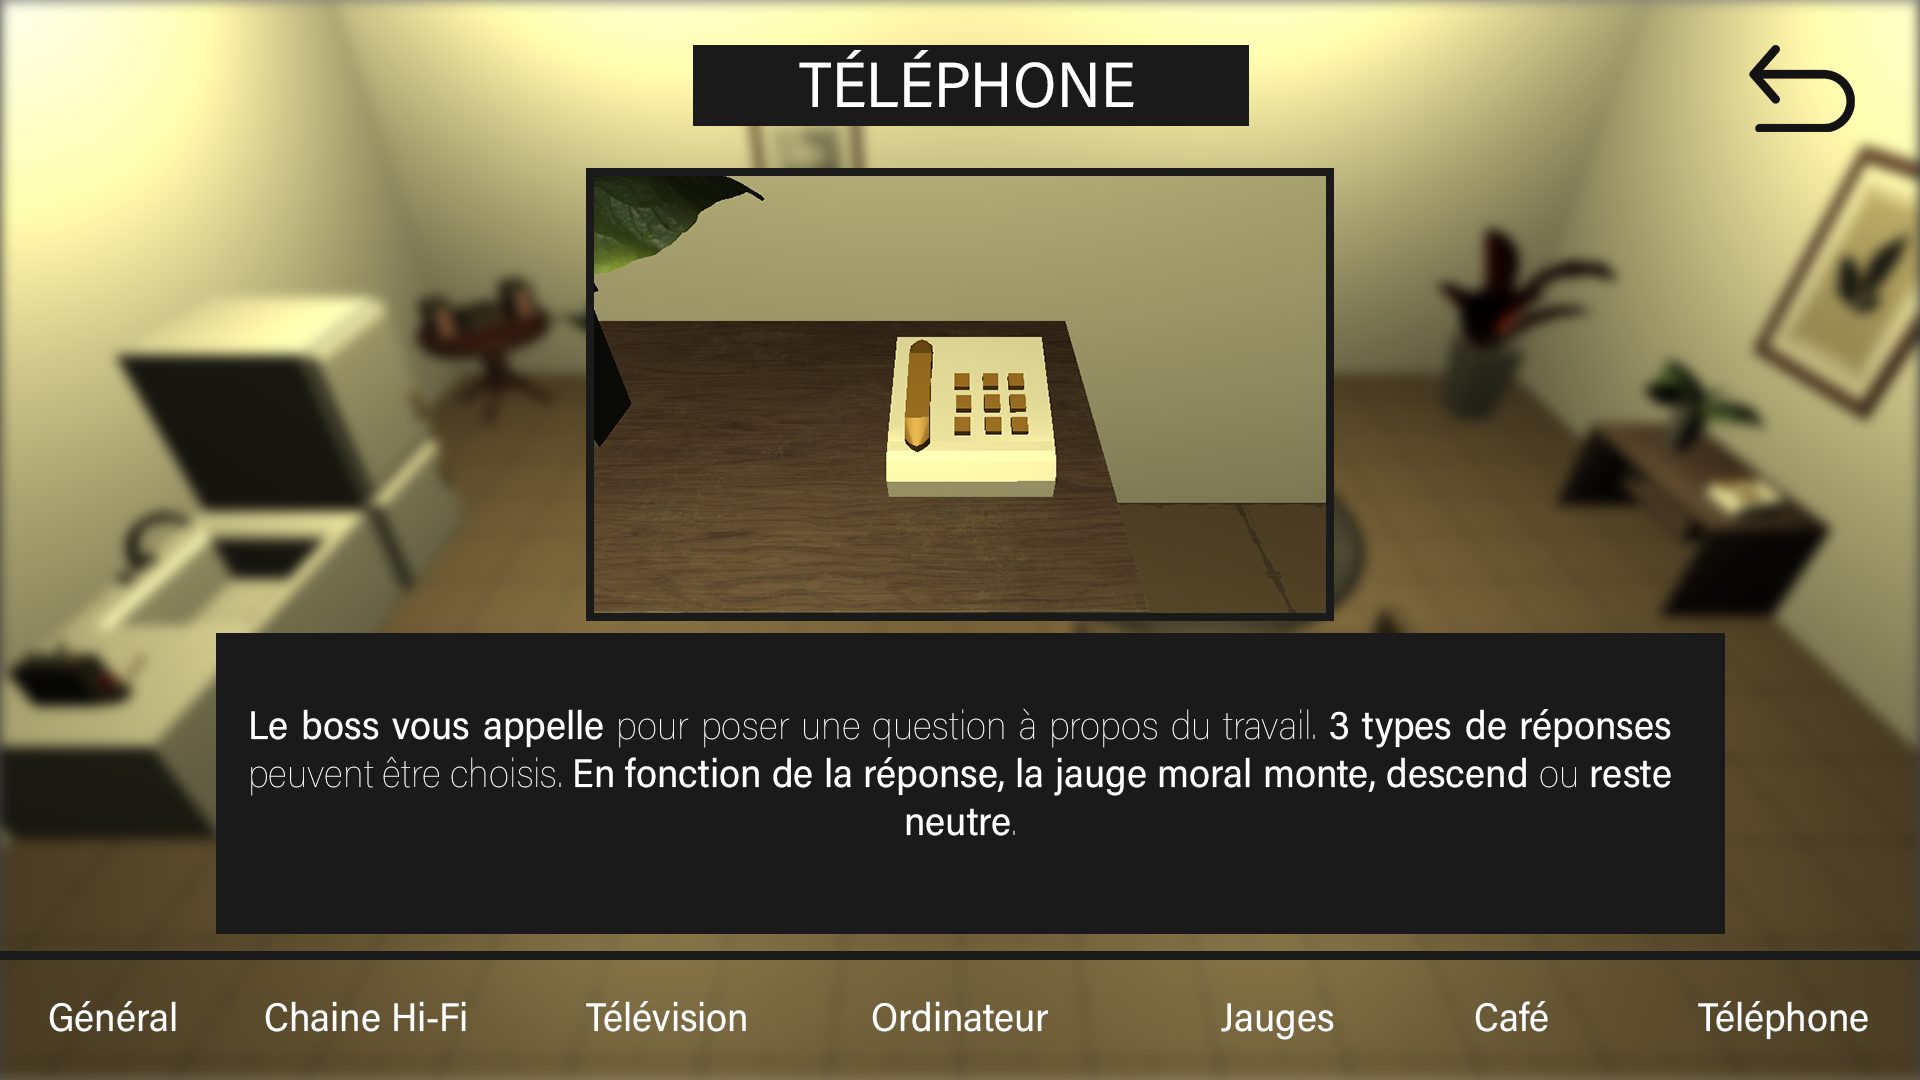 TÉLÉPHONE
Le boss vous appelle pour poser une question à propos du travail. 3 types de réponses
peuvent être choisis. En fonction de la réponse, la jauge moral monte, descend ou reste
neutre.
Général Chaine Hi-Fi Télévision Ordinateur Jauges Café Téléphone